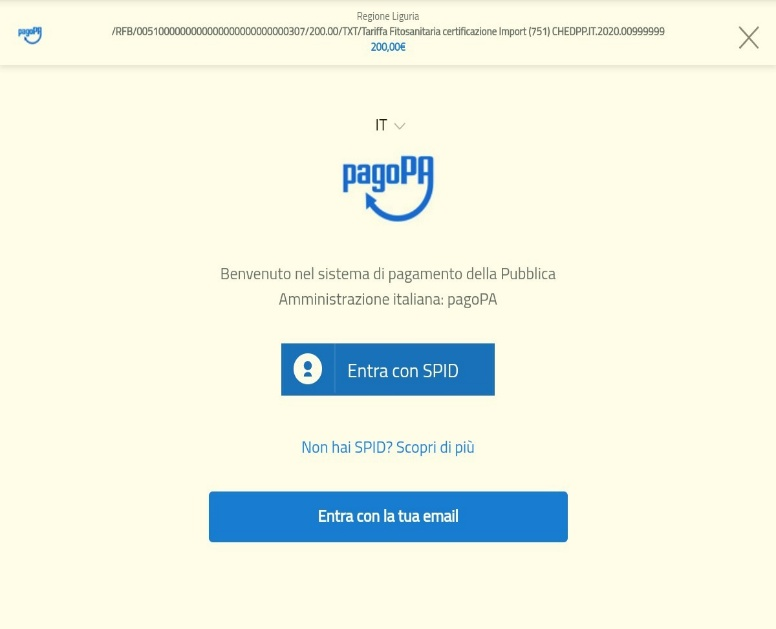 Regione Liguria
pagoPA
/RFB/00510000000000000000000000000307/200.00/TXT/Tariffa Fitosanitaria certificazione Import (751) CHEDPP.IT.2020.00999999
200,00€
IT
pagoPA
Benvenuto nel sistema di pagamento della Pubblica
Amministrazione italiana: pagoPA
Entra con SPID
Non hai SPID? Scopri di più
Entra con la tua email